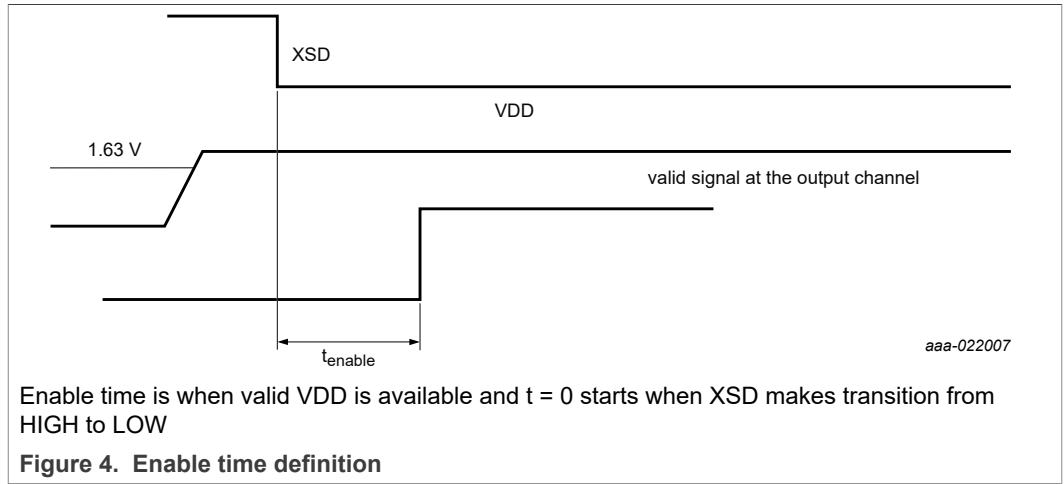 XSD
VDD
1.63 V
valid signal at the output channel
tenable
aaa-022007
Enable time is when valid VDD is available and t = 0 starts when XSD makes transition from
HIGH to LOW
Figure 4. Enable time definition